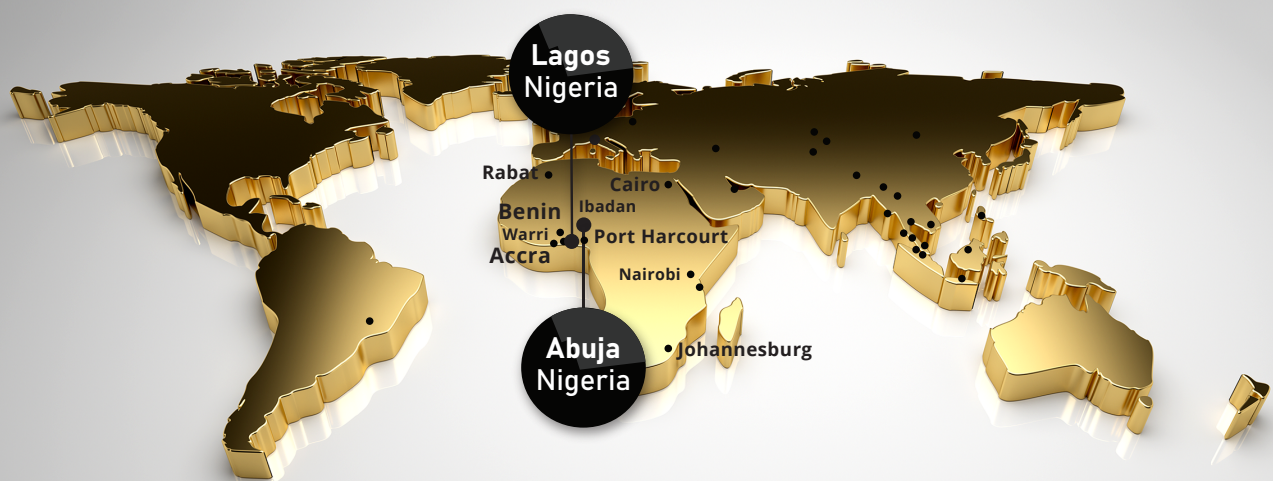 Lagos
Nigeria
Rabat
Cairo
Ibadan
Benin
Warri
Port Harcourt
Accra
Nairobi
Abuja
Nigeria
Johannesburg